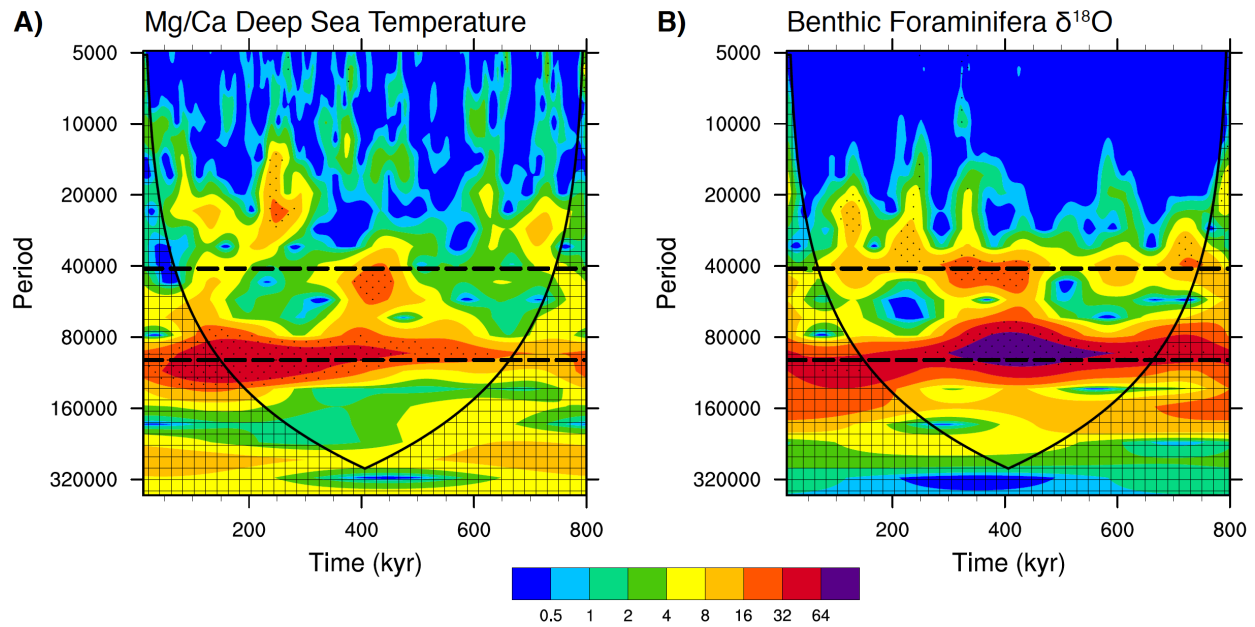 A) Mg/Ca Deep Sea Temperature
B) Benthic Foraminifera δ¹⁸O
Period
5000
10000
20000
40000
80000
160000
320000
200 400 600 800
Time (kyr)
Period
5000
10000
20000
40000
80000
160000
320000
200 400 600 800
Time (kyr)
0.5 1 2 4 8 16 32 64